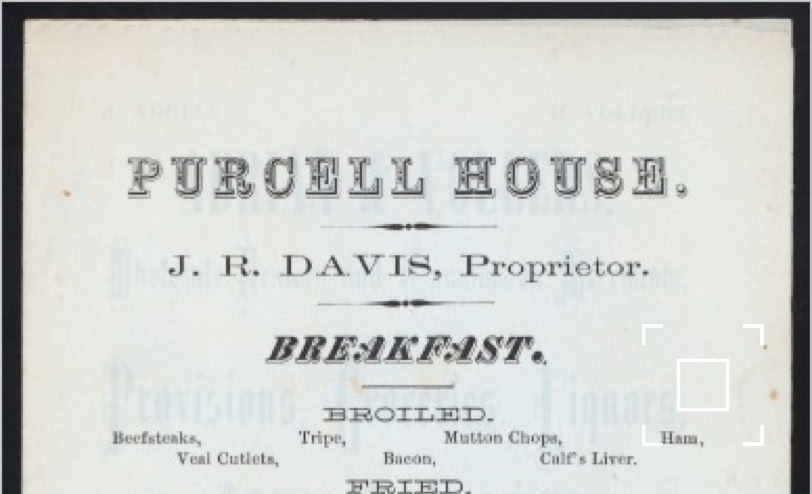 PURCELL HOUSE.
J. R. DAVIS, Proprietor.
BREAKFAST.
BROILED.
Beefsteaks, Tripe, Mutton Chops, Ham,
Veal Cutlets, Bacon, Calf's Liver.
FRIED.